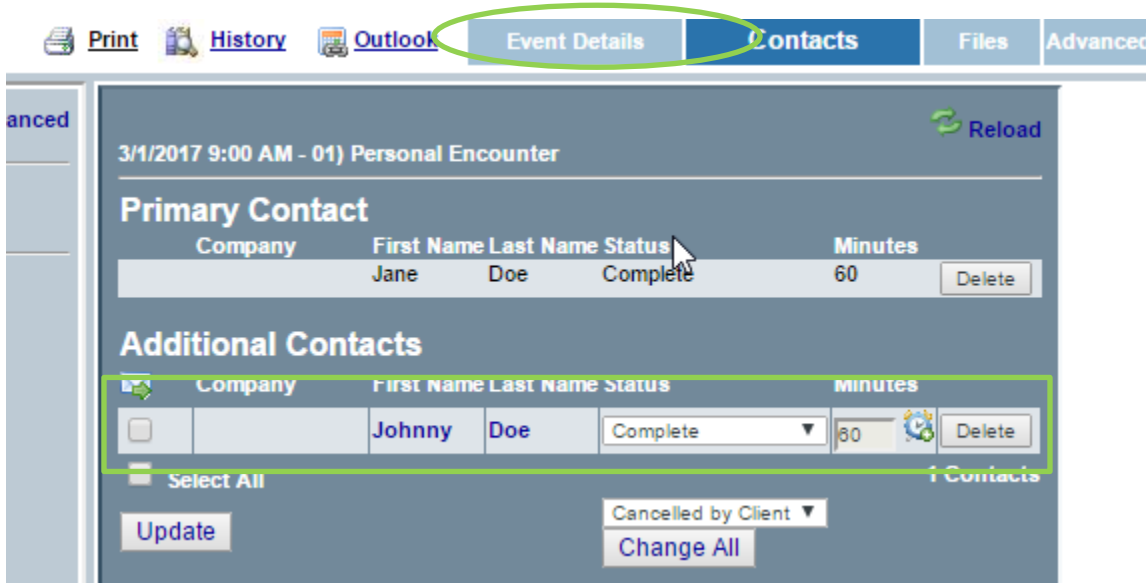 Print History Outlook Event Details Contacts Files Advanced
anced
Reload
3/1/2017 9:00 AM - 01) Personal Encounter
Primary Contact
Company First Name Last Name Status Minutes
Jane Doe Complete 60 Delete
Additional Contacts
Company First Name Last Name Status Minutes
Johnny Doe Complete 60 Delete
Select All 1 Contacts
Cancelled by Client
Update
Change All